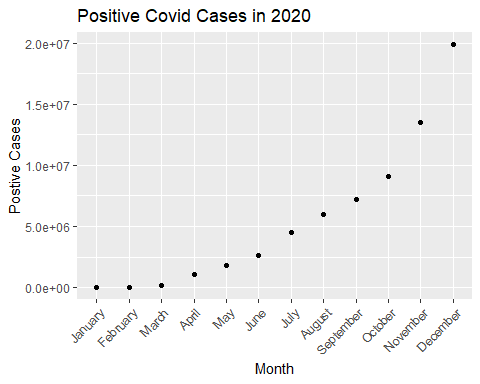 Positive Covid Cases in 2020
Postive Cases
2.0e+07
1.5e+07
1.0e+07
5.0e+06
0.0e+00
January
February
March
April
May
June
July
August
September
October
November
December
Month